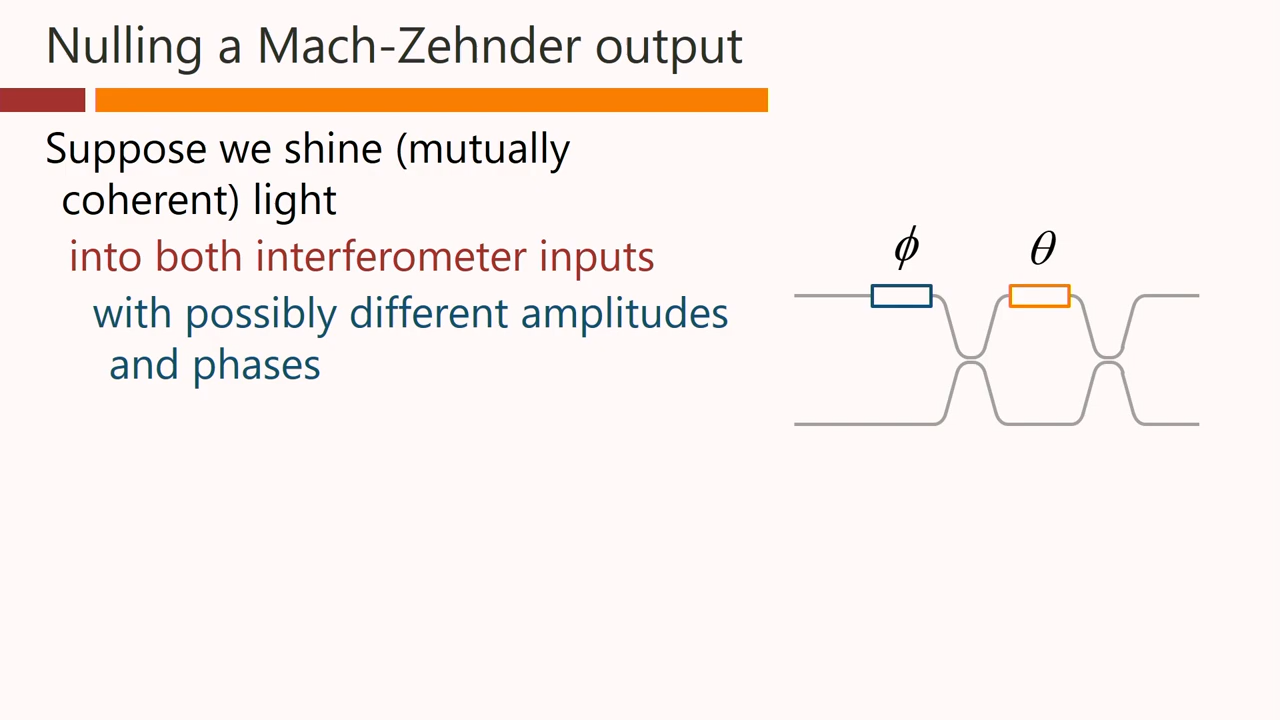 Nulling a Mach-Zehnder output
Suppose we shine (mutually
coherent) light
into both interferometer inputs
with possibly different amplitudes
and phases
ϕ θ